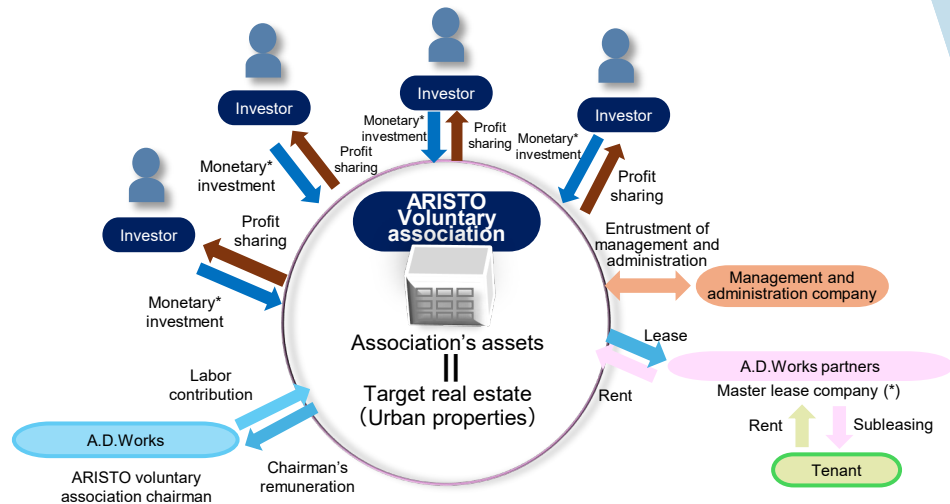 Investor
Monetary*
investment
Profit
sharing
Investor
Monetary*
investment
Profit
sharing
Investor
Monetary*
investment
Profit
sharing
Investor
Profit
sharing
Monetary*
investment
ARISTO
Voluntary
association
Association's assets
Target real estate
(Urban properties)
Entrustment of
management and
administration
Management and
administration company
Lease
Rent
A.D.Works partners
Master lease company (*)
Rent
Subleasing
Tenant
Labor
contribution
A.D.Works
ARISTO voluntary
association chairman
Chairman's
remuneration